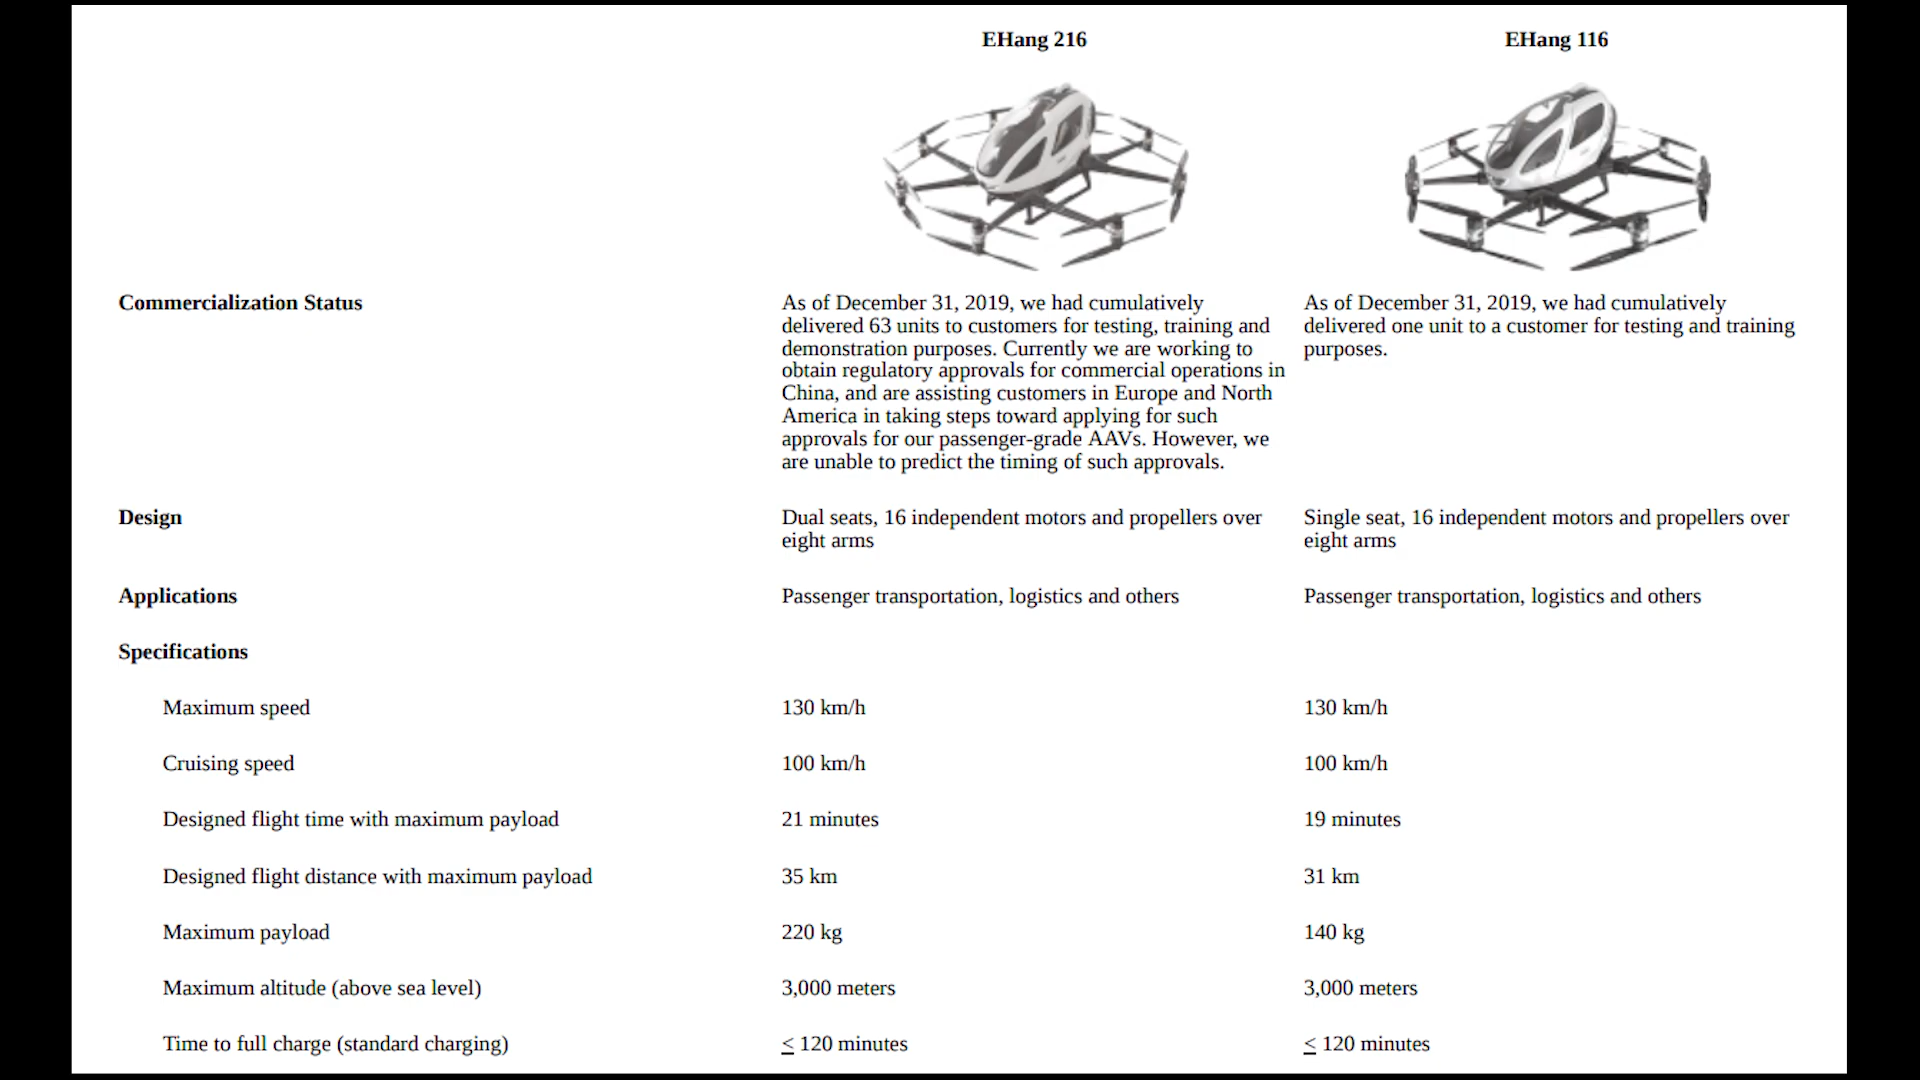 EHang 216 EHang 116
Commercialization Status
As of December 31, 2019, we had cumulatively
delivered 63 units to customers for testing, training and
demonstration purposes. Currently we are working to
obtain regulatory approvals for commercial operations in
China, and are assisting customers in Europe and North
America in taking steps toward applying for such
approvals for our passenger-grade AAVs. However, we
are unable to predict the timing of such approvals.
As of December 31, 2019, we had cumulatively
delivered one unit to a customer for testing and training
purposes.
Design
Dual seats, 16 independent motors and propellers over
eight arms
Single seat, 16 independent motors and propellers over
eight arms
Applications Passenger transportation, logistics and others Passenger transportation, logistics and others
Specifications
Maximum speed 130 km/h 130 km/h
Cruising speed 100 km/h 100 km/h
Designed flight time with maximum payload 21 minutes 19 minutes
Designed flight distance with maximum payload 35 km 31 km
Maximum payload 220 kg 140 kg
Maximum altitude (above sea level) 3,000 meters 3,000 meters
Time to full charge (standard charging) ≤ 120 minutes ≤ 120 minutes